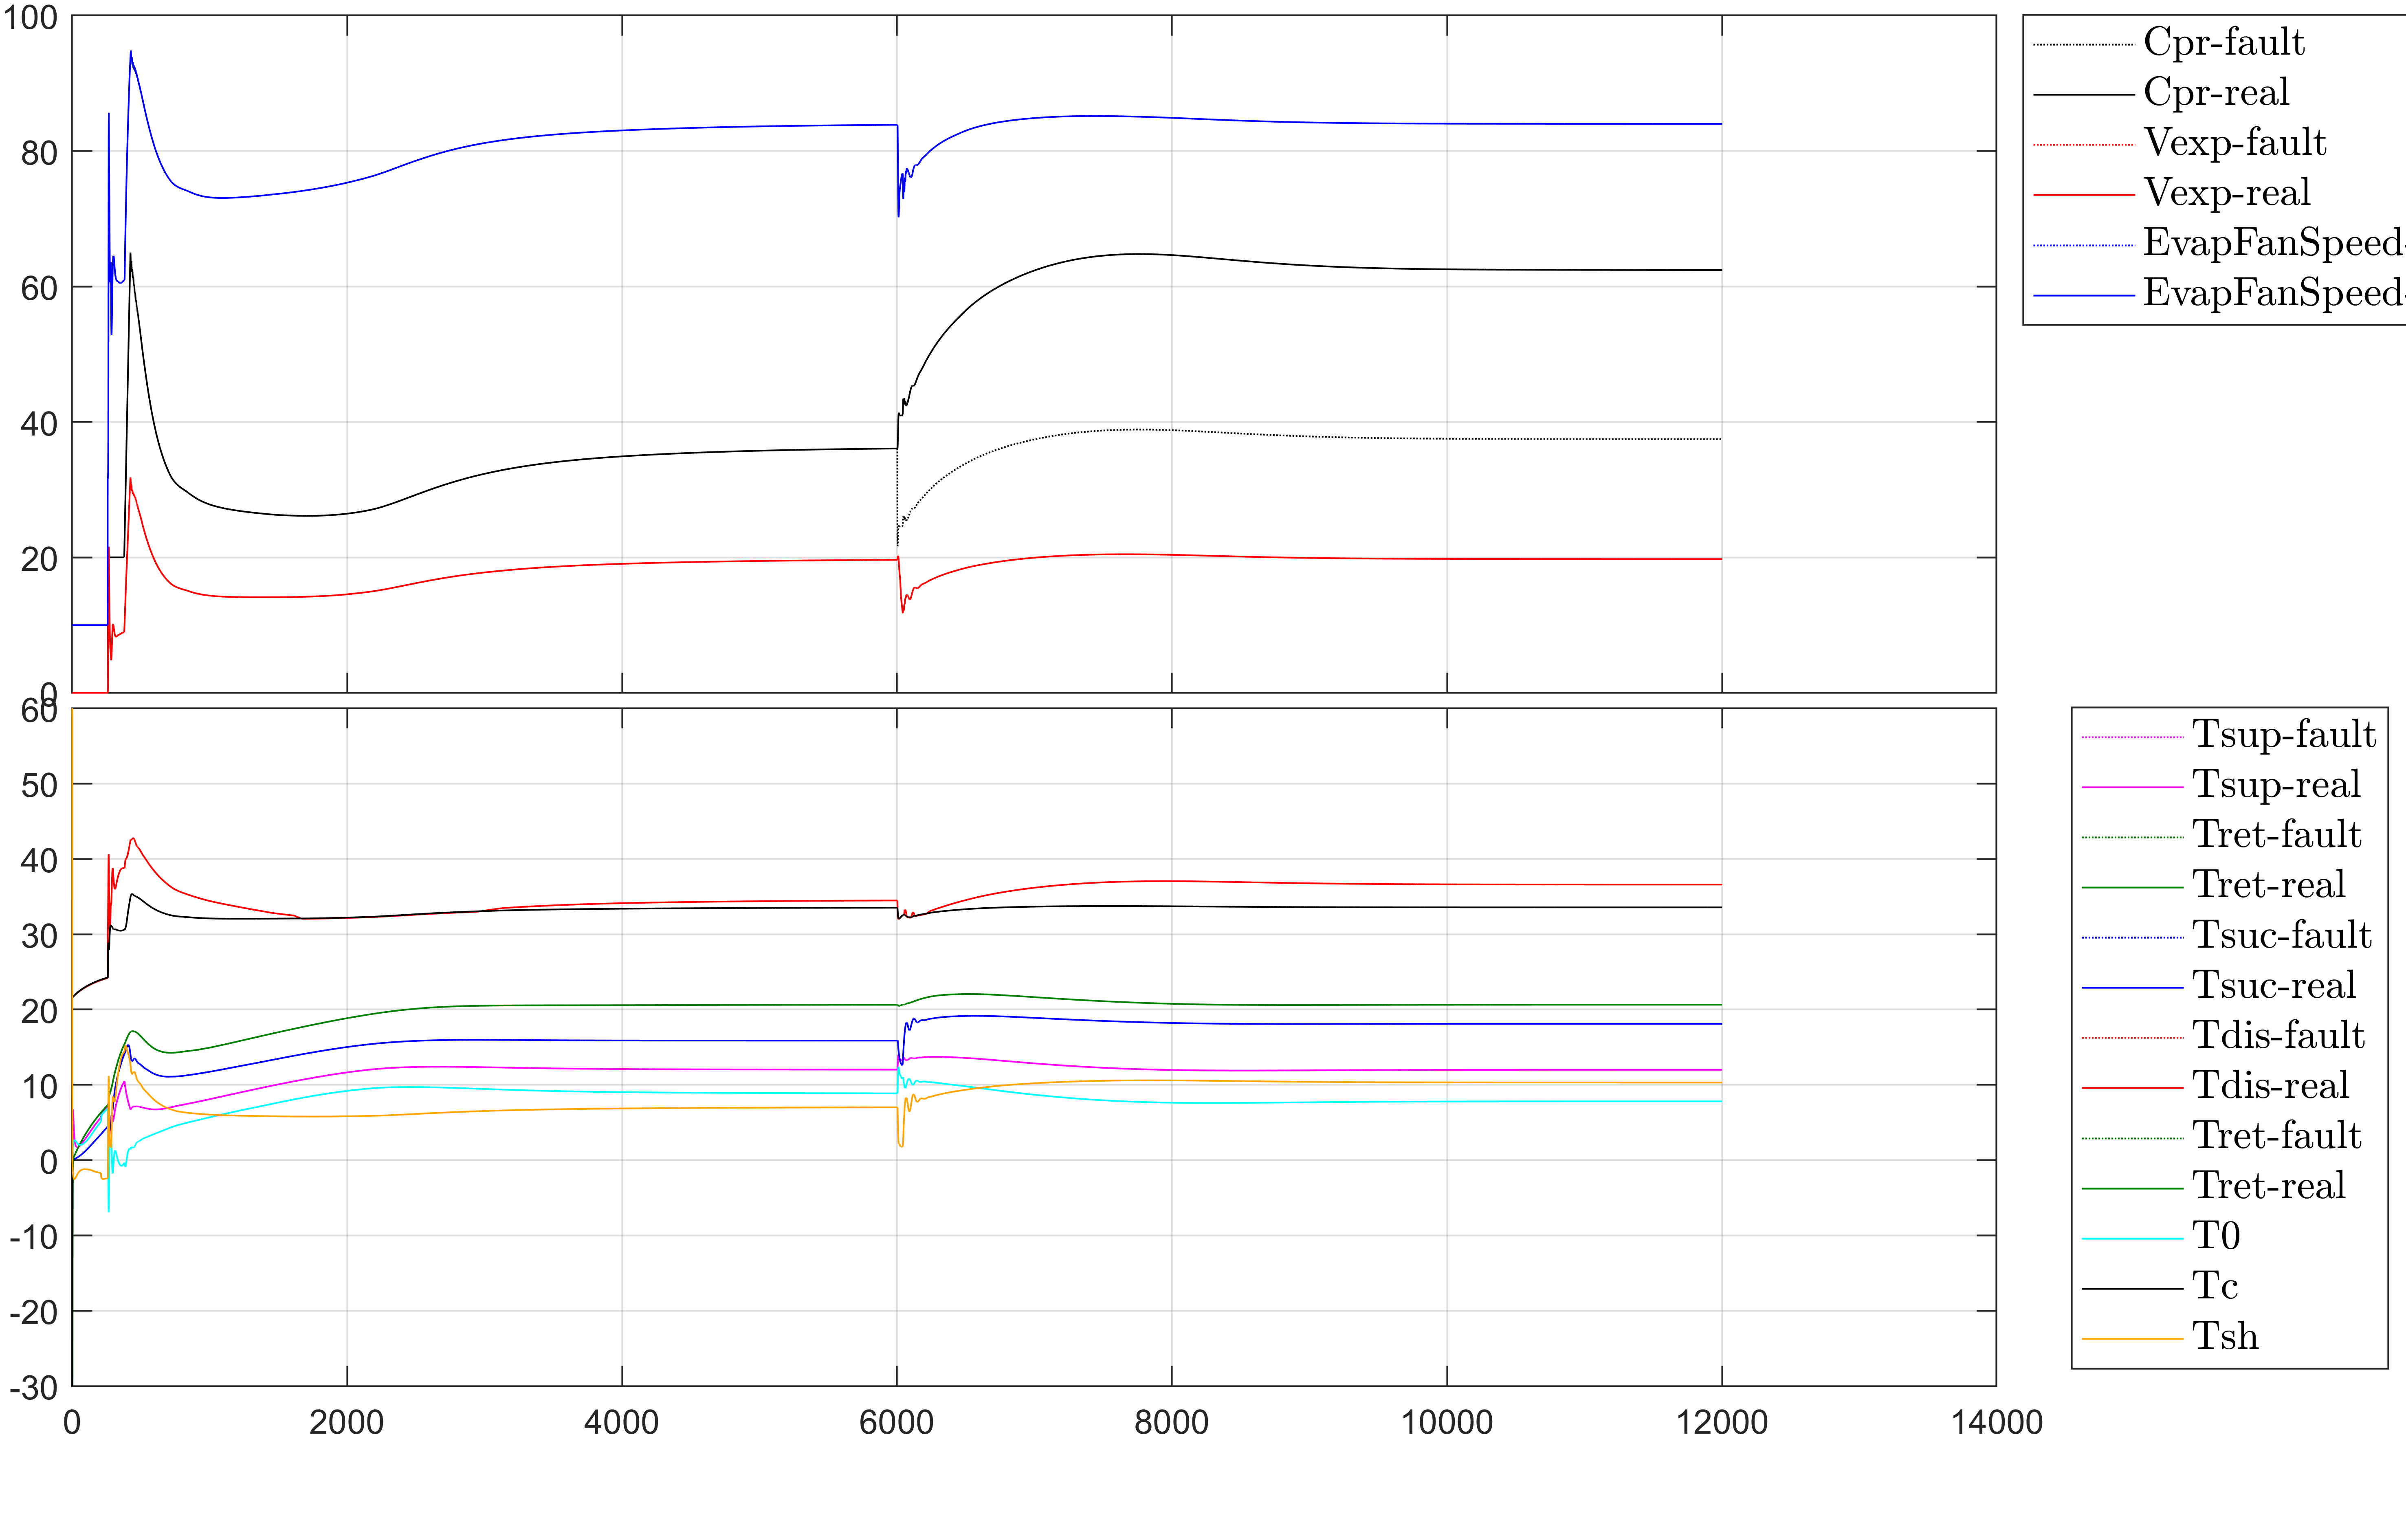 100
80
60
40
20
0
Cpr-fault
Cpr-real
Vexp-fault
Vexp-real
EvapFanSpeed-
EvapFanSpeed-
60
50
40
30
20
10
0
-10
-20
-30
0 2000 4000 6000 8000 10000 12000 14000
Tsup-fault
Tsup-real
Tret-fault
Tret-real
Tsuc-fault
Tsuc-real
Tdis-fault
Tdis-real
Tret-fault
Tret-real
T0
Tc
Tsh